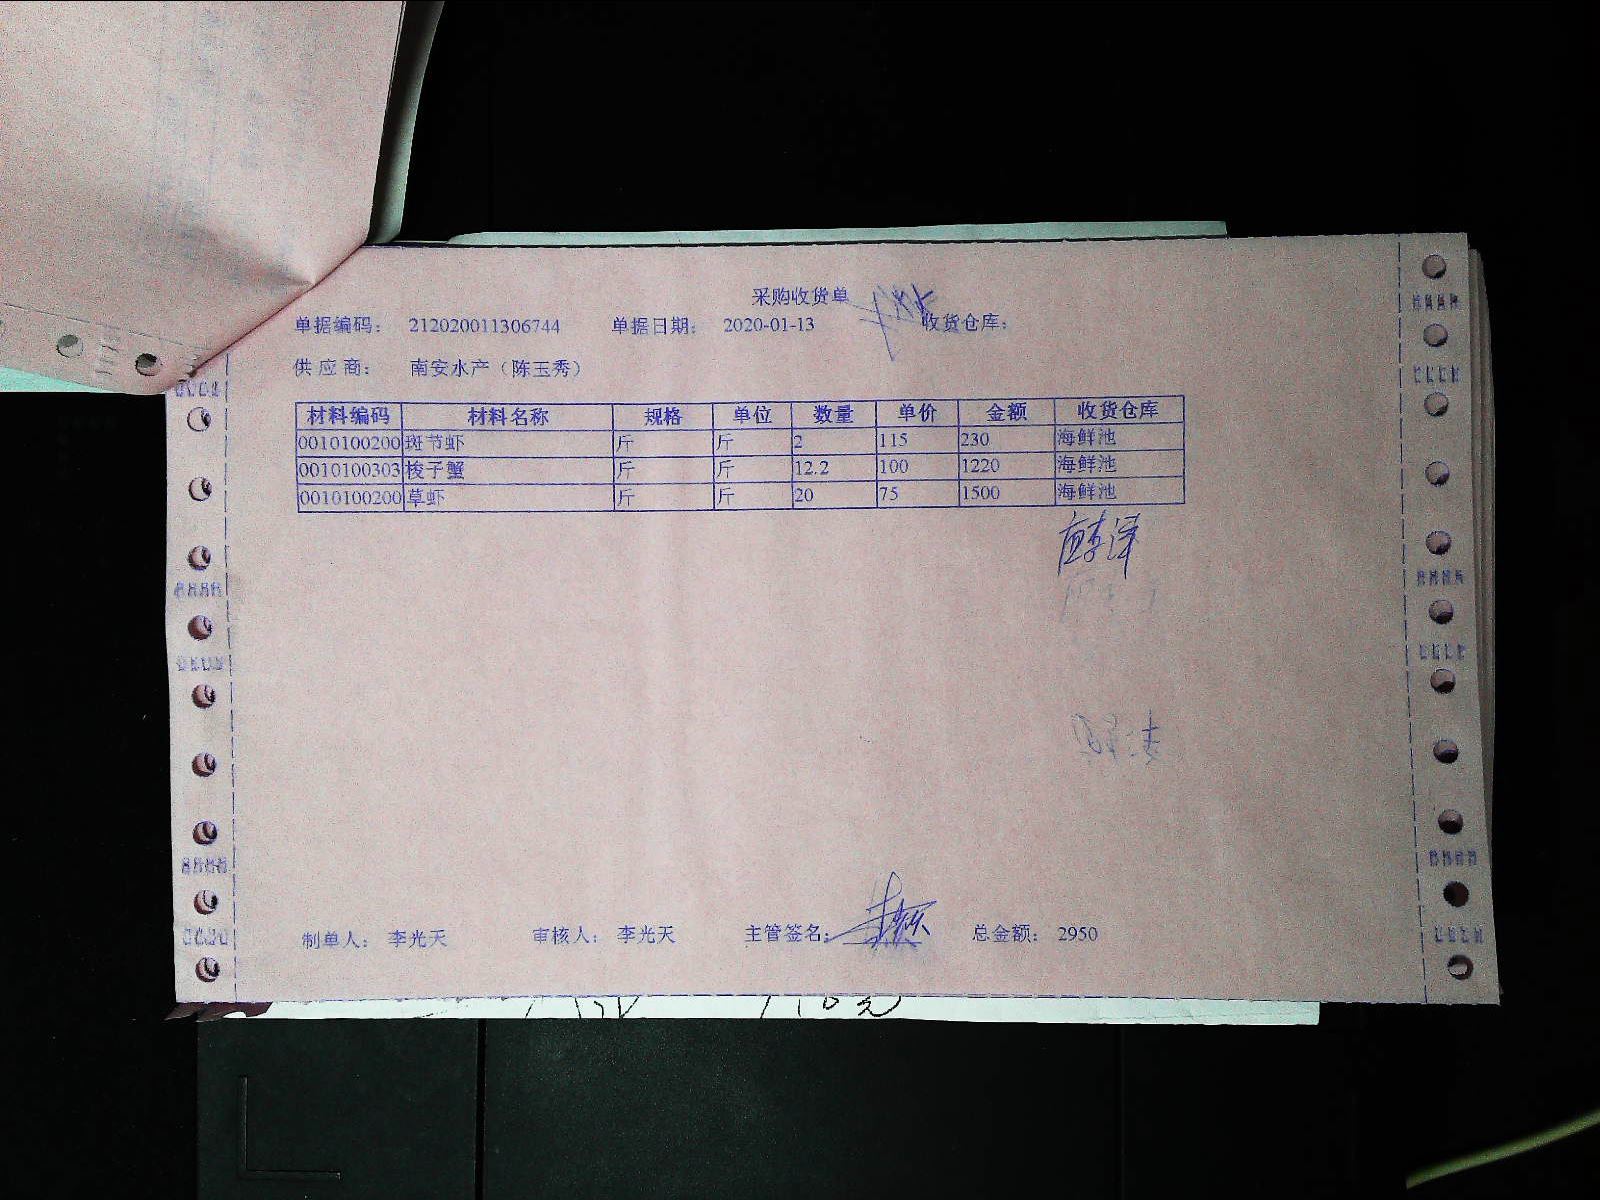 采购收货单
单据编码： 212020011306744 单据日期： 2020-01-13 收货仓库：
供应商： 南安水产（陈玉秀）
材料编码 材料名称 规格 单位 数量 单价 金额 收货仓库
0010100200 斑节虾 斤 斤 2 115 230 海鲜池
0010100303 梭子蟹 斤 斤 12.2 100 1220 海鲜池
0010100200 草虾 斤 斤 20 75 1500 海鲜池
制单人： 李光天 审核人： 李光天 主管签名： 总金额： 2950